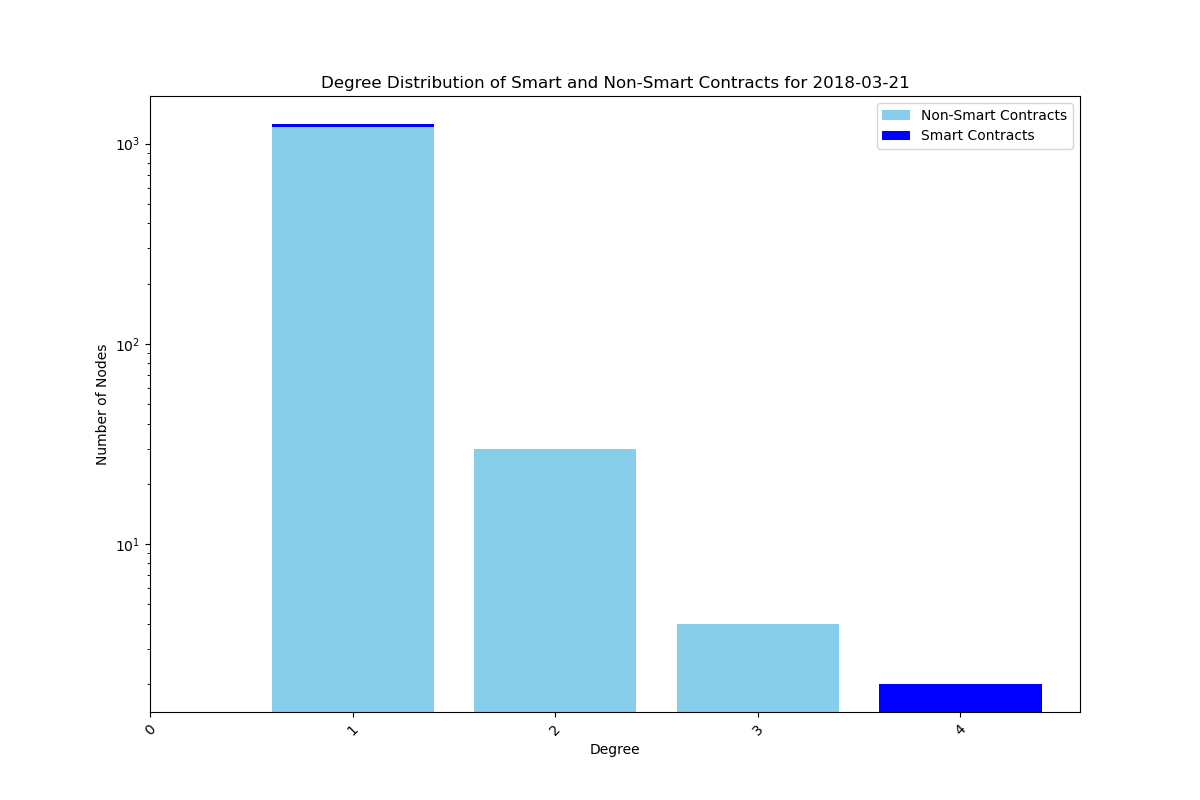 Degree Distribution of Smart and Non-Smart Contracts for 2018-03-21
Non-Smart Contracts
Smart Contracts
10³
10²
10¹
Number of Nodes
0 1 2 3 4
Degree